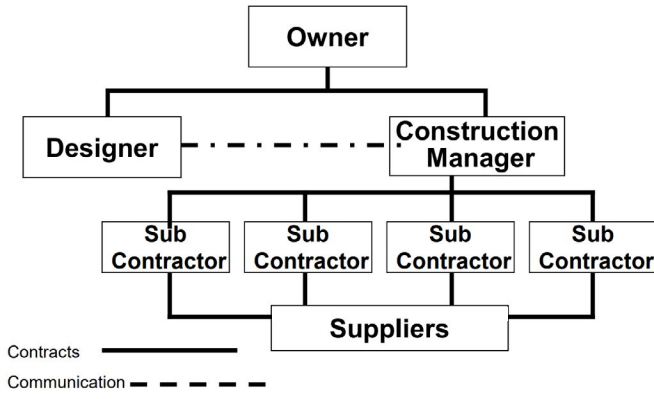 Owner
Designer
Construction
Manager
Sub
Contractor
Sub
Contractor
Sub
Contractor
Sub
Contractor
Suppliers
Contracts
Communication